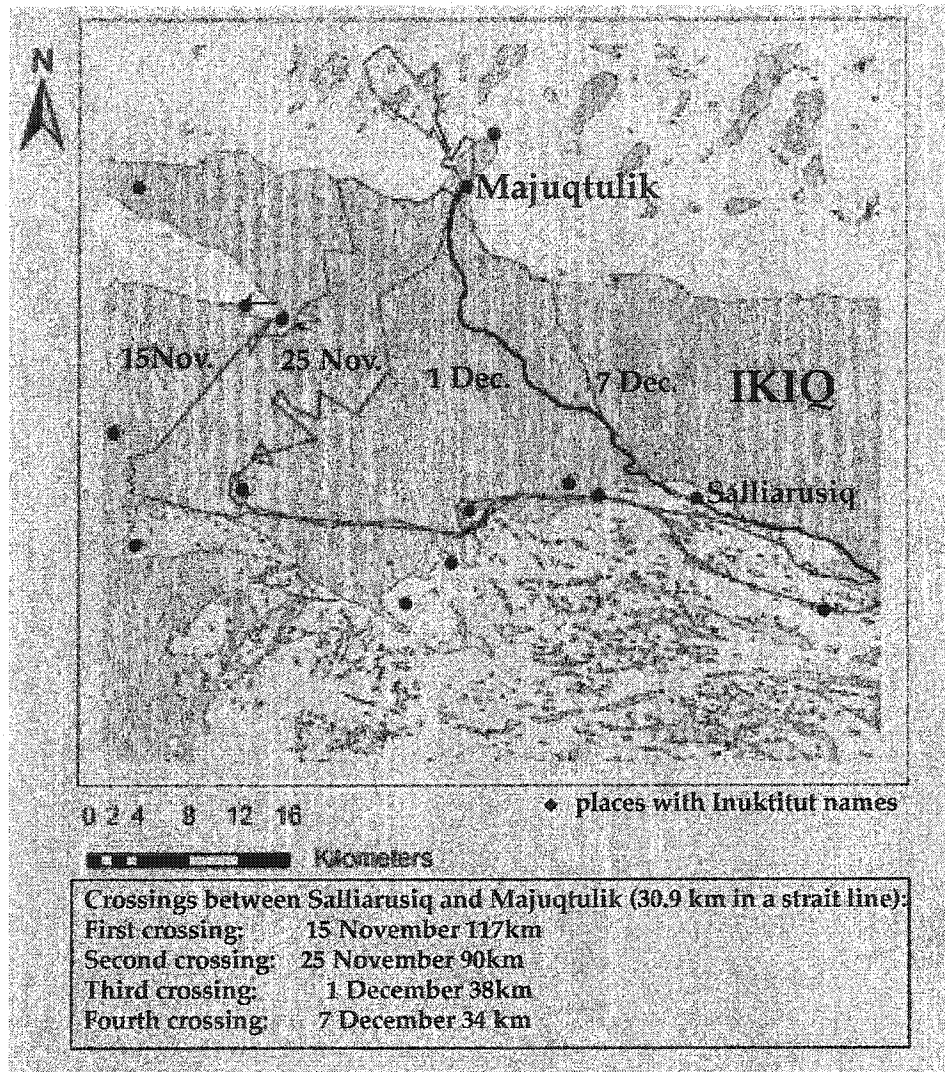 N
Majuqtulik
15Nov.
25 Nov.
1 Dec.
7 Dec.
IKIQ
Salliarusiq
places with Inuktitut names
0 2 4 8 12 16
Kilometers
Crossings between Salliarusiq and Majuqtulik (30.9 km in a strait line):
First crossing: 15 November 117km
Second crossing: 25 November 90km
Third crossing: 1 December 38km
Fourth crossing: 7 December 34 km